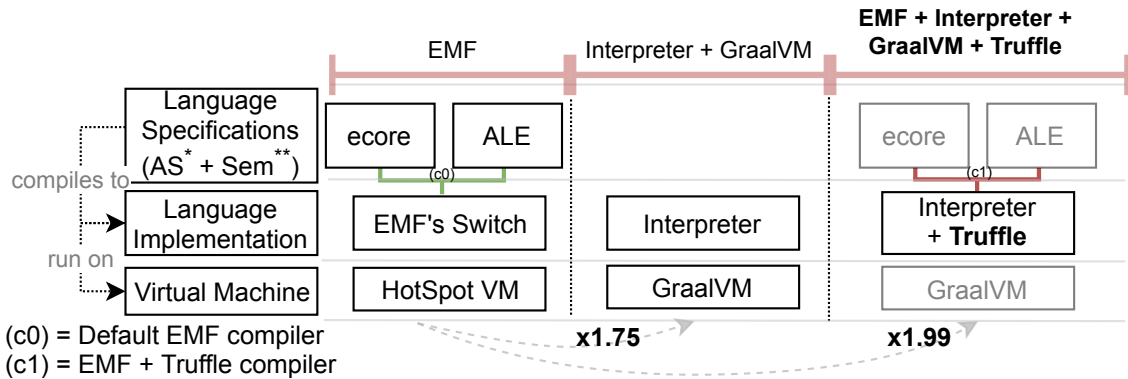 EMF
Interpreter + GraalVM
EMF + Interpreter +
GraalVM + Truffle
Language
Specifications
(AS* + Sem**)
ecore
ALE
ecore
ALE
(c0)
(c1)
compiles to
Language
Implementation
EMF's Switch
Interpreter
Interpreter
+ Truffle
run on
Virtual Machine
HotSpot VM
GraalVM
GraalVM
(c0) = Default EMF compiler
x1.75
x1.99
(c1) = EMF + Truffle compiler